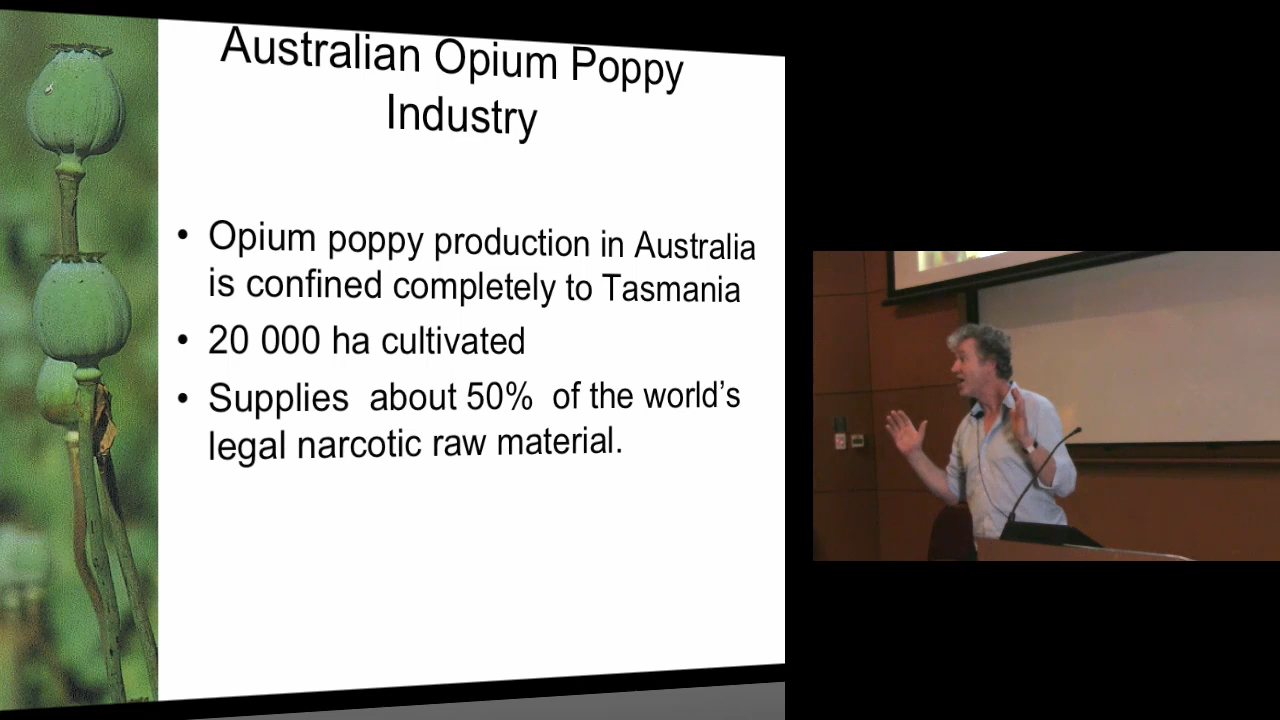 Australian Opium Poppy
Industry
• Opium poppy production in Australia
is confined completely to Tasmania
• 20 000 ha cultivated
• Supplies about 50% of the world's
legal narcotic raw material.